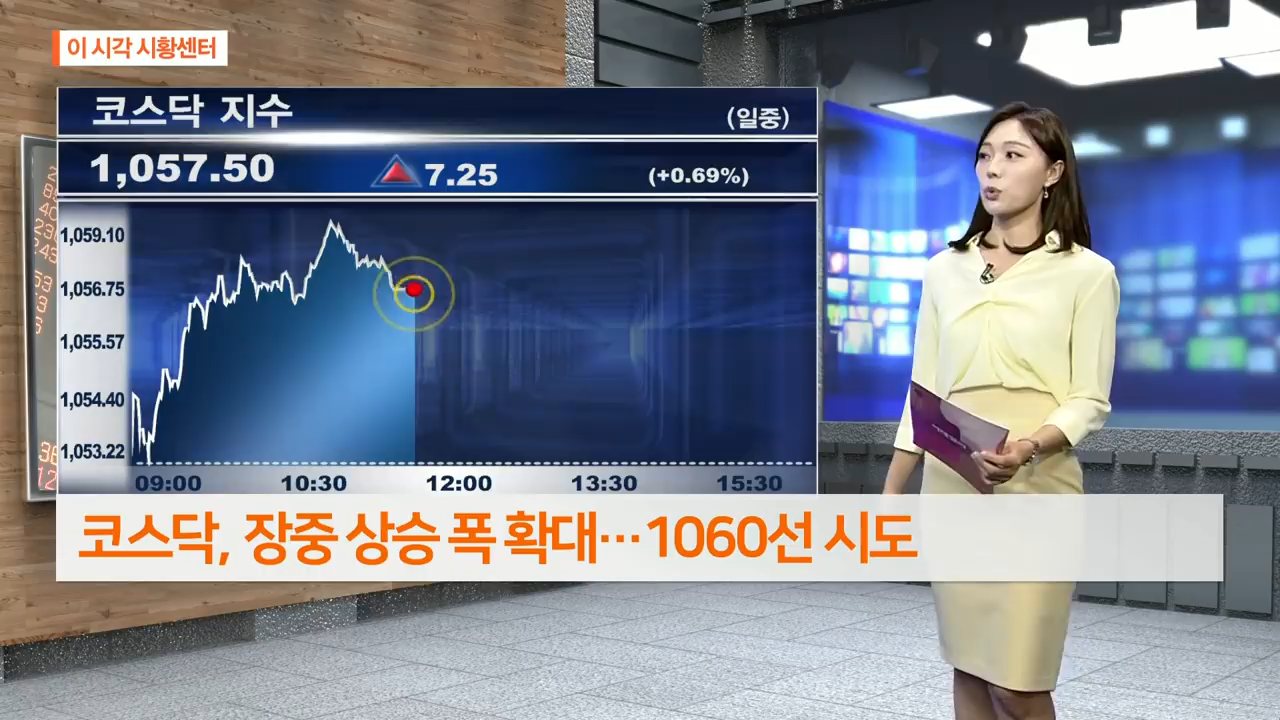 이 시각 시황센터
코스닥 지수 (일중)
1,057.50 7.25 (+0.69%)
1,059.10
1,056.75
1,055.57
1,054.40
1,053.22
09:00 10:30 12:00 13:30 15:30
코스닥, 장중 상승 폭 확대…1060선 시도